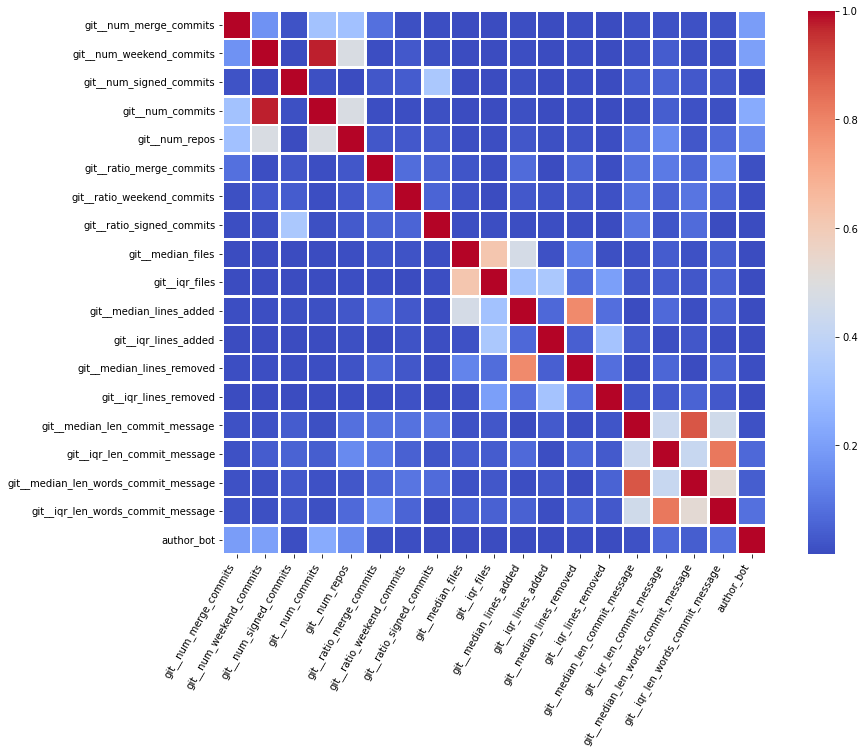 git__num_merge_commits
git__num_weekend_commits
git__num_signed_commits
git__num_commits
git__num_repos
git__ratio_merge_commits
git__ratio_weekend_commits
git__ratio_signed_commits
git__median_files
git__iqr_files
git__median_lines_added
git__iqr_lines_added
git__median_lines_removed
git__iqr_lines_removed
git__median_len_commit_message
git__iqr_len_commit_message
git__median_len_words_commit_message
git__iqr_len_words_commit_message
author_bot
git__num_merge_commits
git__num_weekend_commits
git__num_signed_commits
git__num_commits
git__num_repos
git__ratio_merge_commits
git__ratio_weekend_commits
git__ratio_signed_commits
git__median_files
git__iqr_files
git__median_lines_added
git__iqr_lines_added
git__median_lines_removed
git__iqr_lines_removed
git__median_len_commit_message
git__iqr_len_commit_message
git__median_len_words_commit_message
git__iqr_len_words_commit_message
author_bot
1.0
0.8
0.6
0.4
0.2